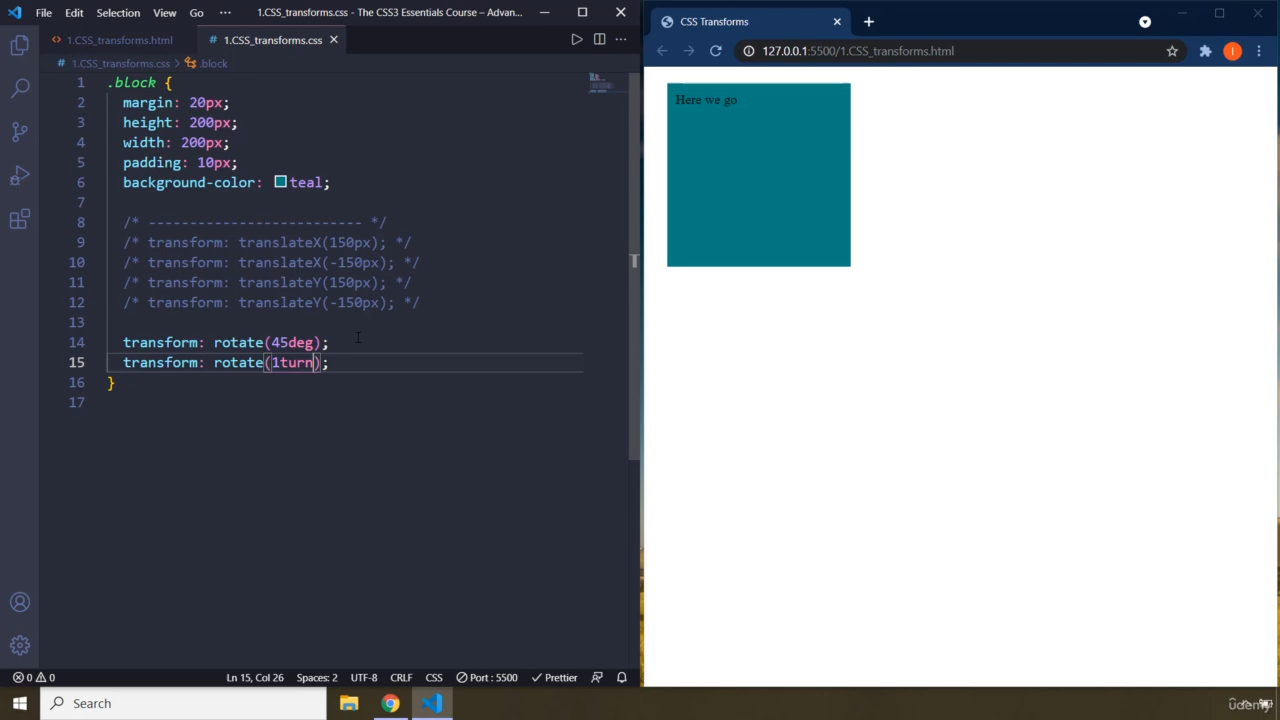 File Edit Selection View Go ··· 1.CSS_transforms.css - The CSS3 Essentials Course – Advan...
1.CSS_transforms.html
1.CSS_transforms.css
1.CSS_transforms.css > .block
1 .block {
2 margin: 20px;
3 height: 200px;
4 width: 200px;
5 padding: 10px;
6 background-color: teal;
7
8 /* -------------------------- */
9 /* transform: translateX(150px); */
10 /* transform: translateX(-150px); */
11 /* transform: translateY(150px); */
12 /* transform: translateY(-150px); */
13
14 transform: rotate(45deg);
15 transform: rotate(1turn);
16 }
17
0 0 Ln 15, Col 26 Spaces: 2 UTF-8 CRLF CSS Port : 5500 Prettier
CSS Transforms
127.0.0.1:5500/1.CSS_transforms.html
I
Here we go
Search
udemy